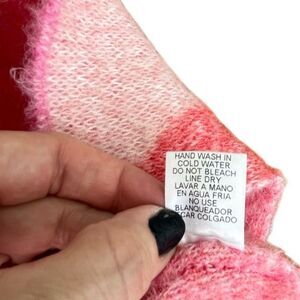 HAND WASH IN
COLD WATER
DO NOT BLEACH
LINE DRY
LAVAR A MANO
EN AGUA FRIA
NO USE
BLANQUEADOR
CAR COLGADO